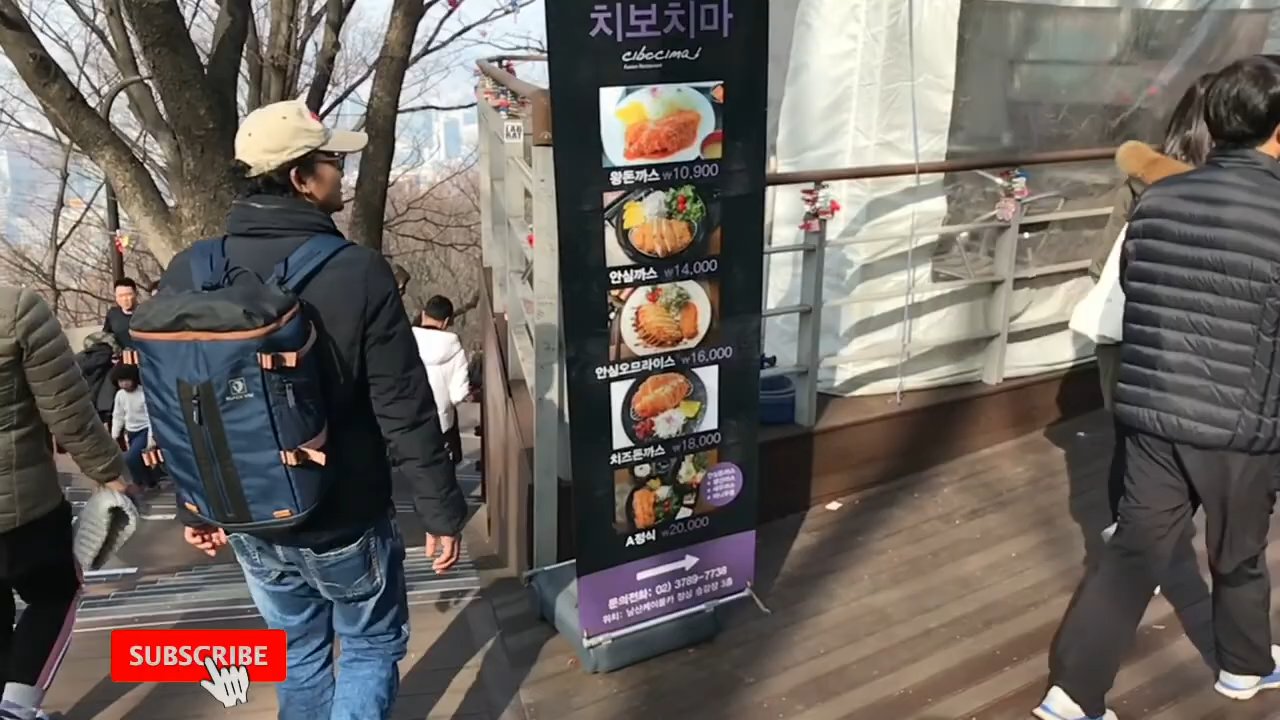 치보치마
cibocima
Fusion Restaurant
왕돈까스 ₩10,900
안심까스 ₩14,000
안심오므라이스 ₩16,000
치즈돈까스 ₩18,000
A정식 ₩20,000
문의전화: 02) 3789-7738
위치: 남산케이블카 정상 승강장 3층
SUBSCRIBE